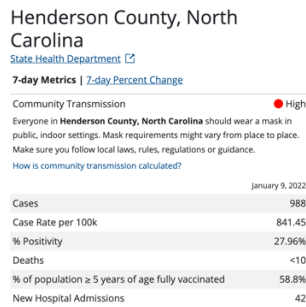 Henderson County, North
Carolina
State Health Department
7-day Metrics | 7-day Percent Change
Community Transmission High
Everyone in Henderson County, North Carolina should wear a mask in
public, indoor settings. Mask requirements might vary from place to place.
Make sure you follow local laws, rules, regulations or guidance.
How is community transmission calculated?
January 9, 2022
Cases 988
Case Rate per 100k 841.45
% Positivity 27.96%
Deaths <10
% of population ≥ 5 years of age fully vaccinated 58.8%
New Hospital Admissions 42